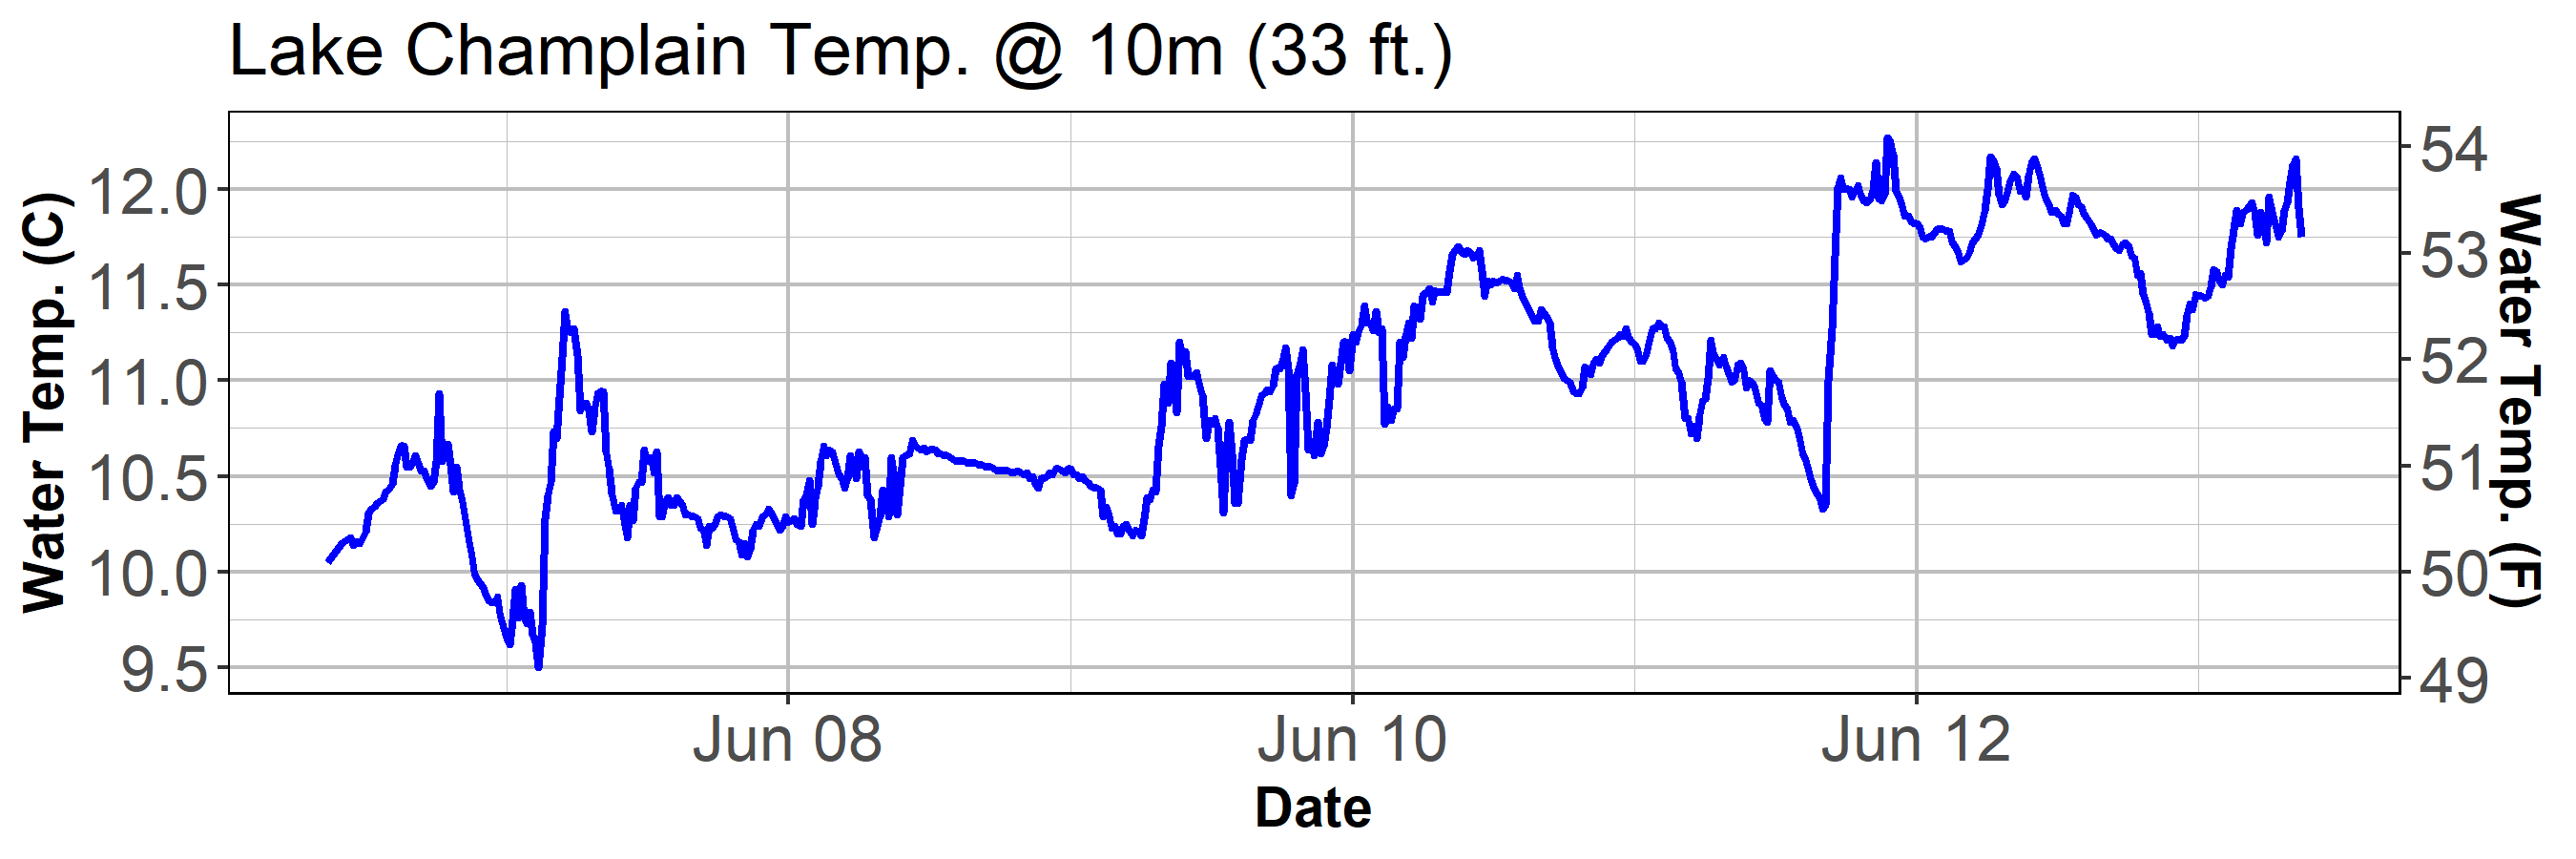 Lake Champlain Temp. @ 10m (33 ft.)
Water Temp. (C)
12.0
11.5
11.0
10.5
10.0
9.5
54
53
52
51
50
49
Water Temp. (F)
Jun 08
Jun 10
Jun 12
Date